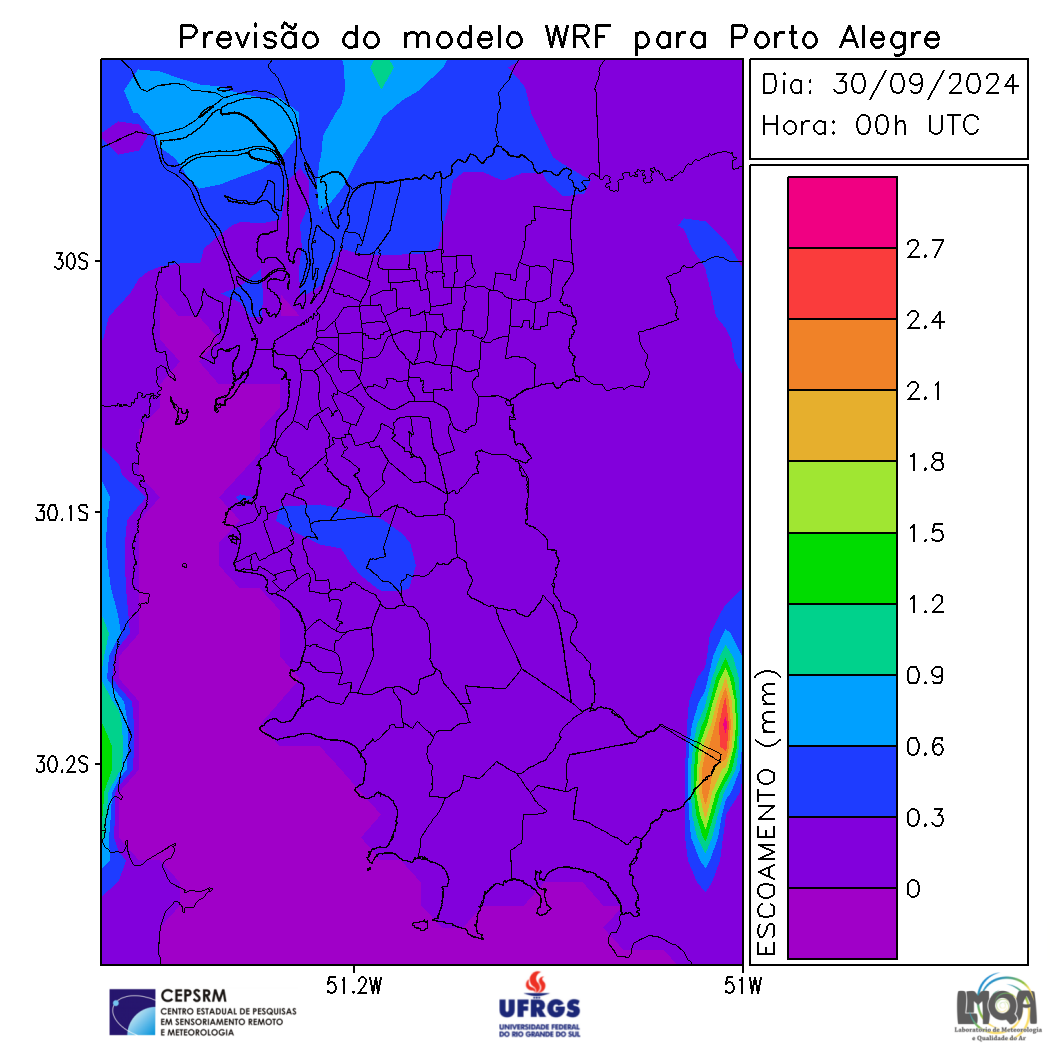 Previsão do modelo WRF para Porto Alegre
Dia: 30/09/2024
Hora: 00h UTC
30S
30.1S
30.2S
51.2W
51W
ESCOAMENTO (mm)
2.7
2.4
2.1
1.8
1.5
1.2
0.9
0.6
0.3
0
CEPSRM
CENTRO ESTADUAL DE PESQUISAS
EM SENSORIAMENTO REMOTO
E METEOROLOGIA
UFRGS
UNIVERSIDADE FEDERAL
DO RIO GRANDE DO SUL
LMQA
Laboratório de Meteorologia
e Qualidade do Ar